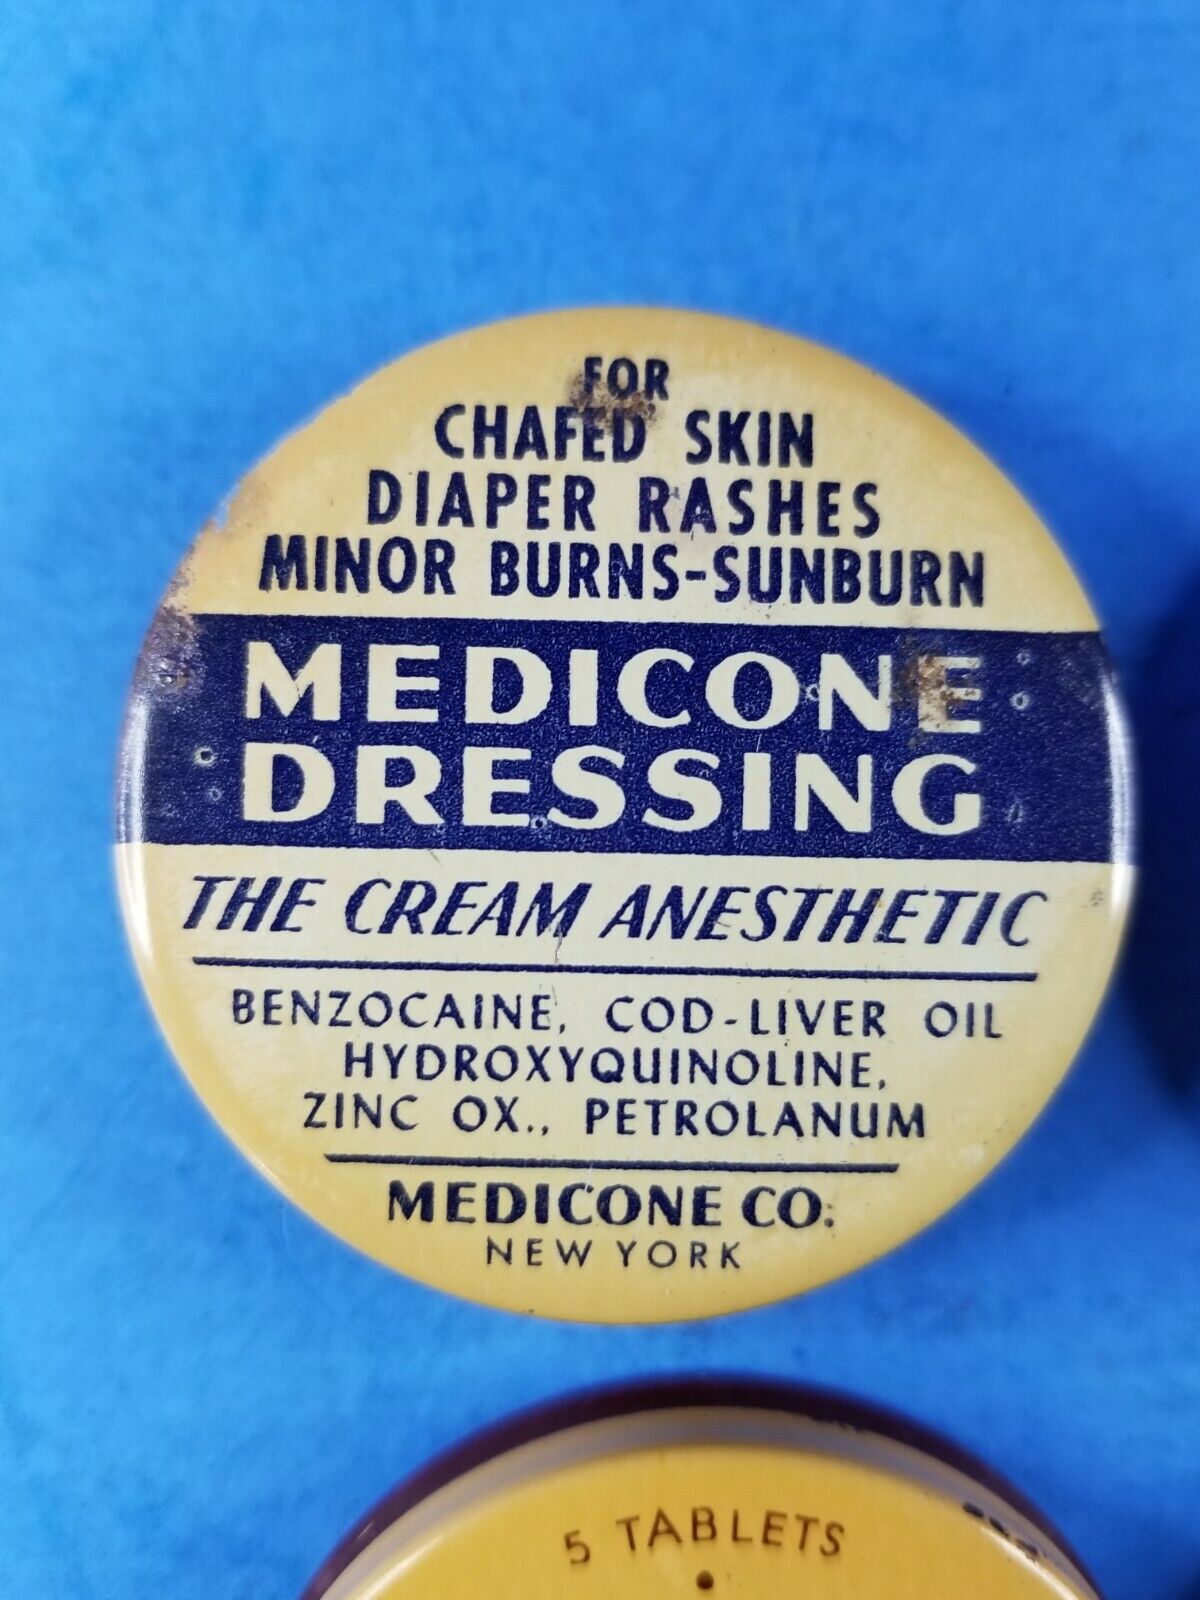 FOR
CHAFED SKIN
DIAPER RASHES
MINOR BURNS-SUNBURN
MEDICONE
DRESSING
THE CREAM ANESTHETIC
BENZOCAINE, COD-LIVER OIL
HYDROXYQUINOLINE,
ZINC OX., PETROLANUM
MEDICONE CO.
NEW YORK
5 TABLETS